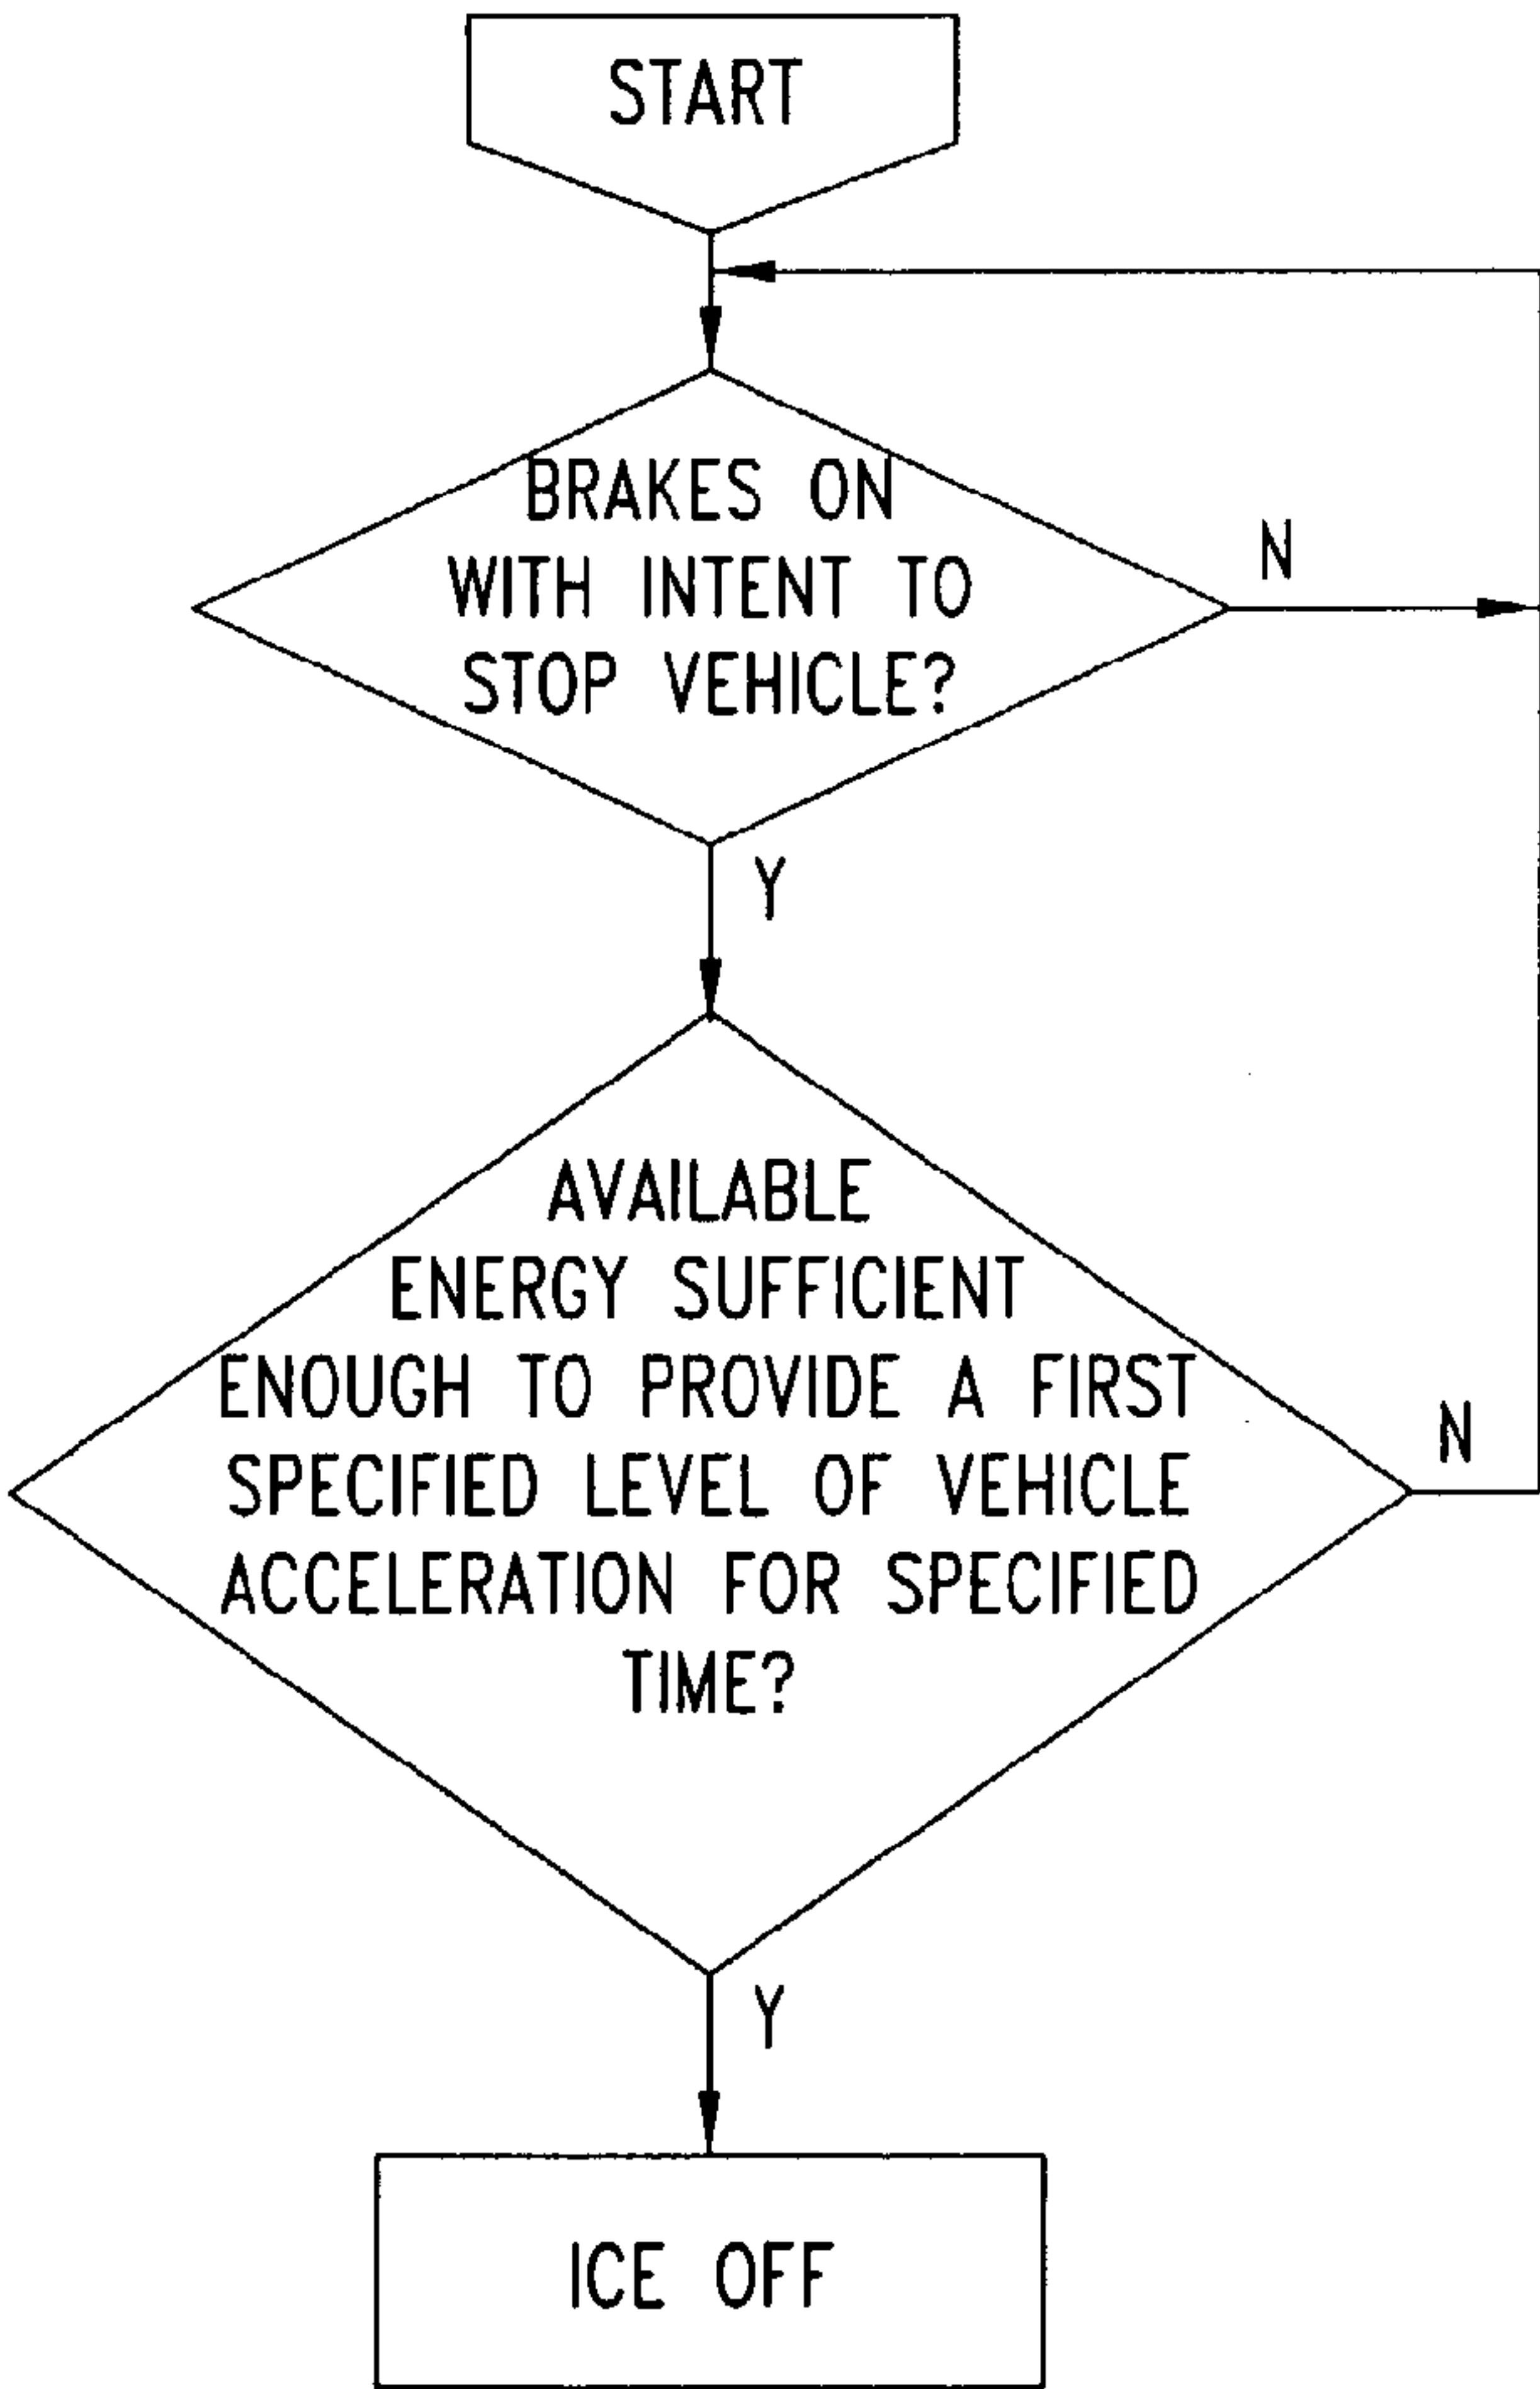 START
BRAKES ON
WITH INTENT TO
STOP VEHICLE?
N
Y
AVAILABLE
ENERGY SUFFICIENT
ENOUGH TO PROVIDE A FIRST
SPECIFIED LEVEL OF VEHICLE
ACCELERATION FOR SPECIFIED
TIME?
N
Y
ICE OFF